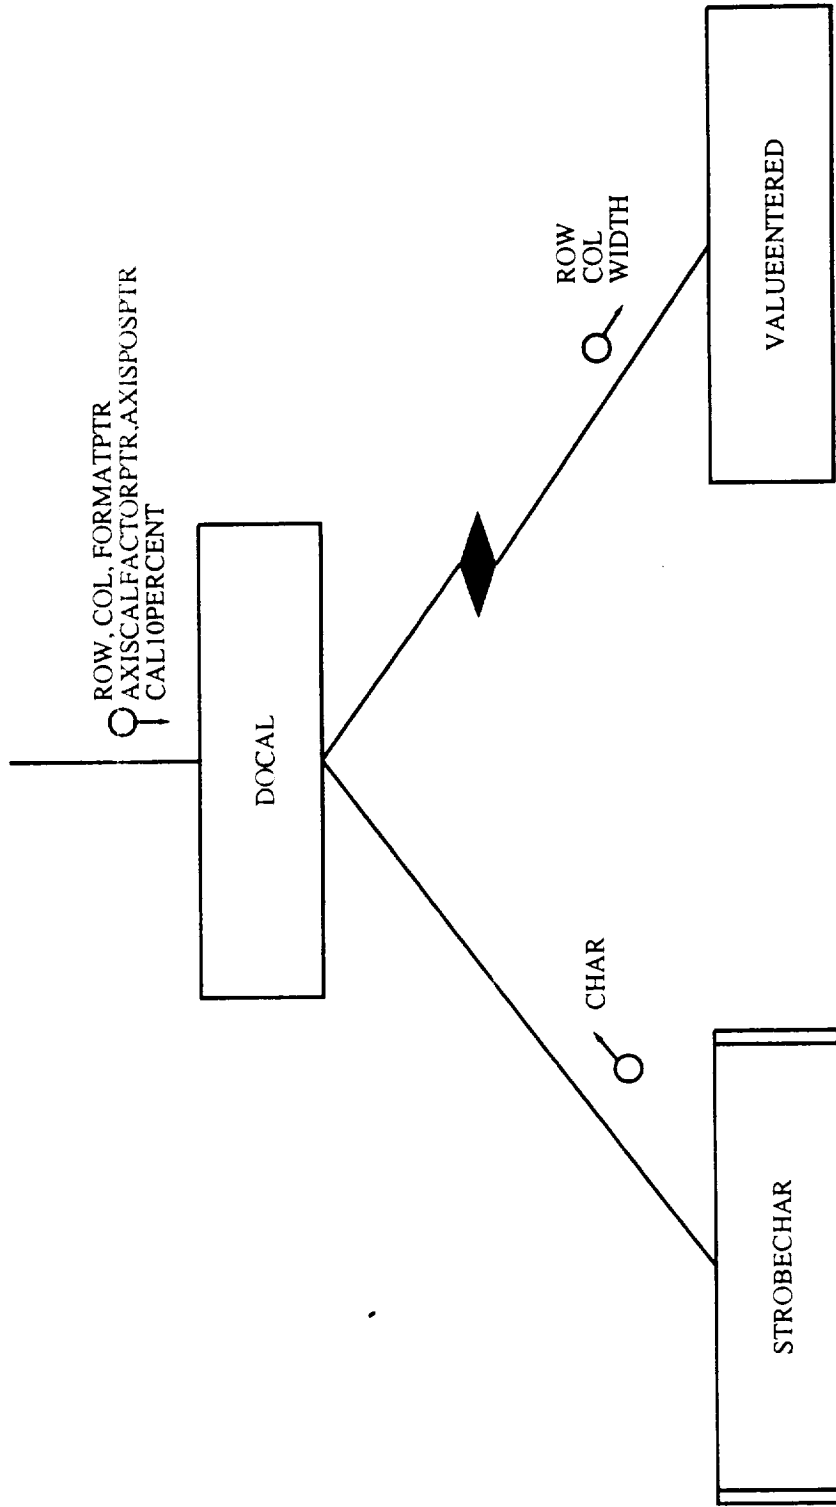 ROW, COL, FORMATPTR
AXISCALFACTORPTR,AXISPOSPTR
CAL10PERCENT
DOCAL
CHAR
ROW
COL
WIDTH
STROBECHAR
VALUEENTERED